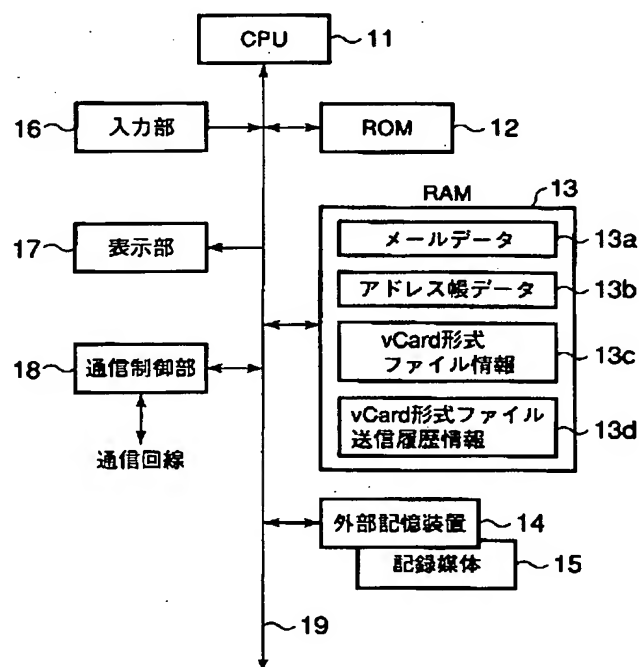 CPU
11
16
入力部
ROM
12
RAM
13
17
表示部
メールデータ
13a
アドレス帳データ
13b
18
通信制御部
vCard形式
ファイル情報
13c
通信回線
vCard形式ファイル
送信履歴情報
13d
外部記憶装置
14
記録媒体
15
19